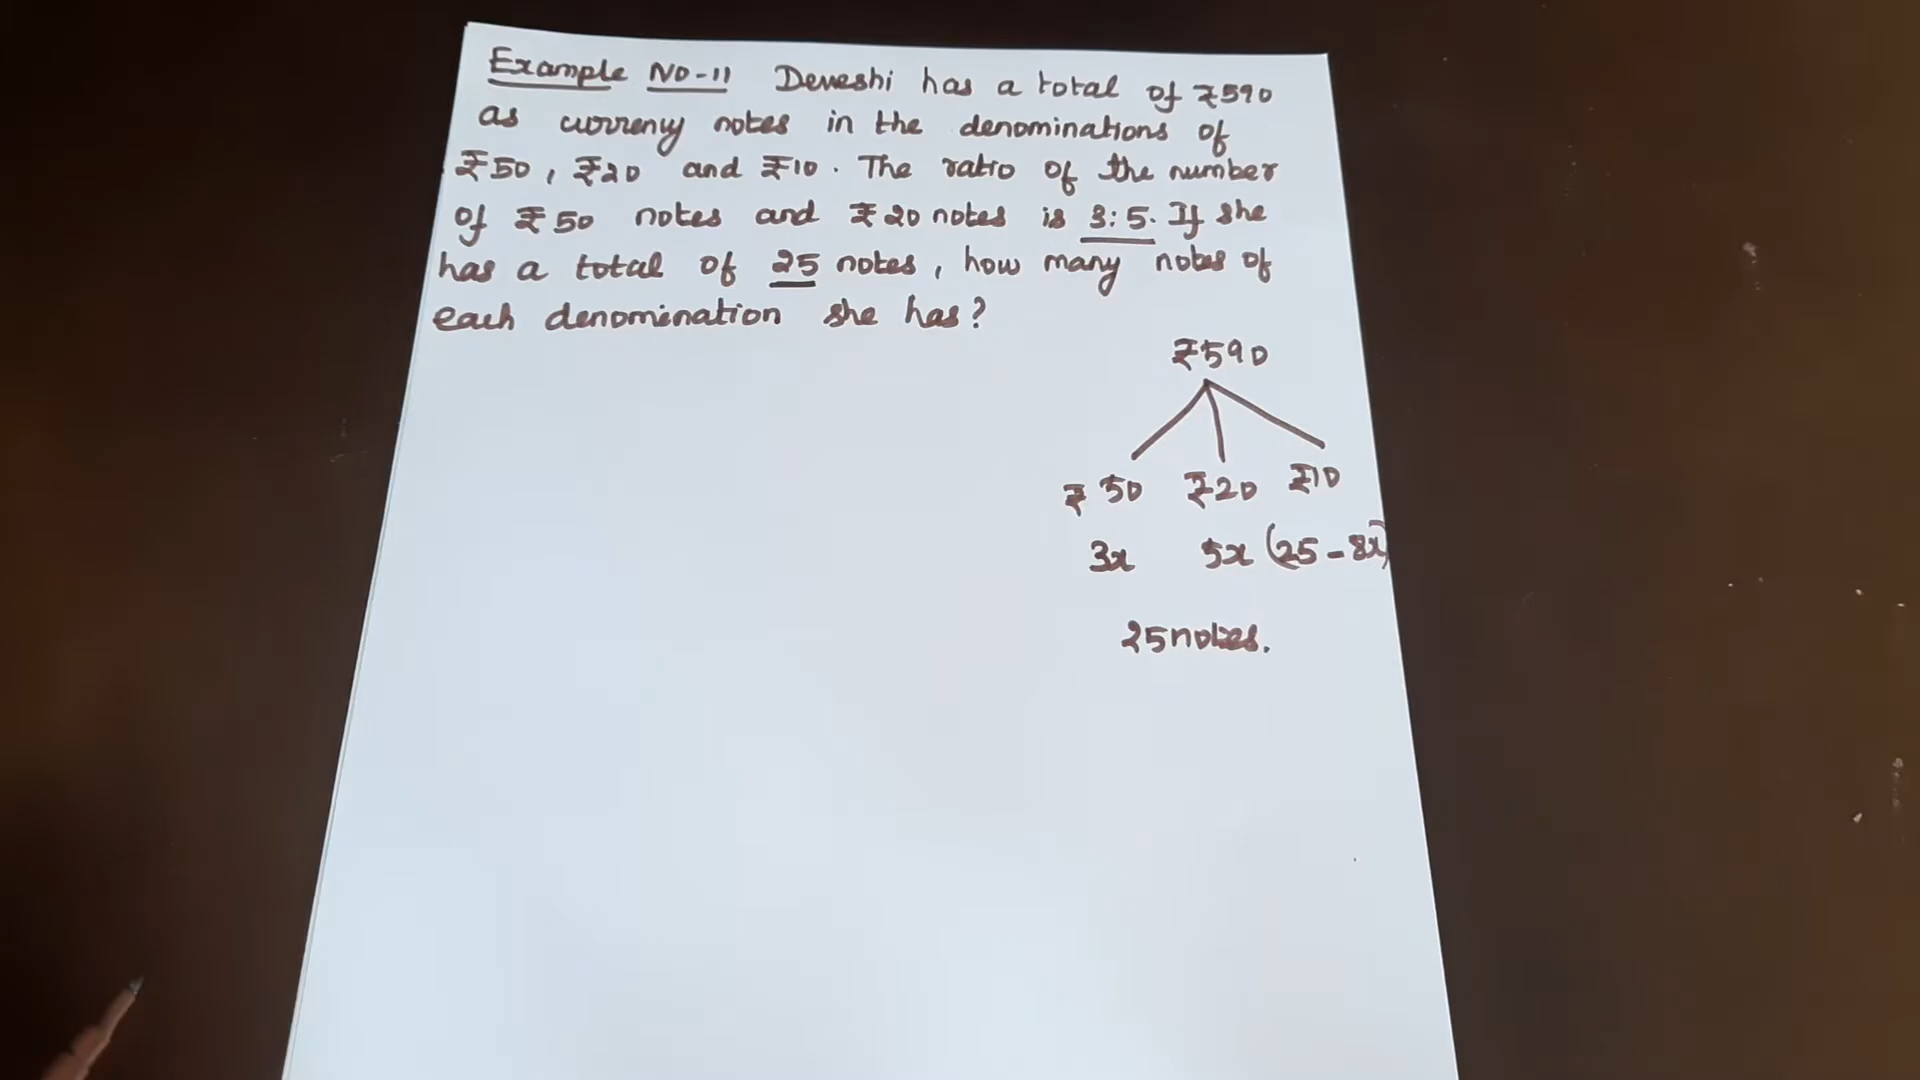 Example No-11 Deveshi has a total of ₹590
as curreny notes in the denominations of
₹50, ₹20 and ₹10. The ratio of the number
of ₹50 notes and ₹20 notes is 3:5. If she
has a total of 25 notes, how many notes of
each denomination she has?
₹590
₹50 ₹20 ₹10
3x 5x (25-8x)
25 notes.